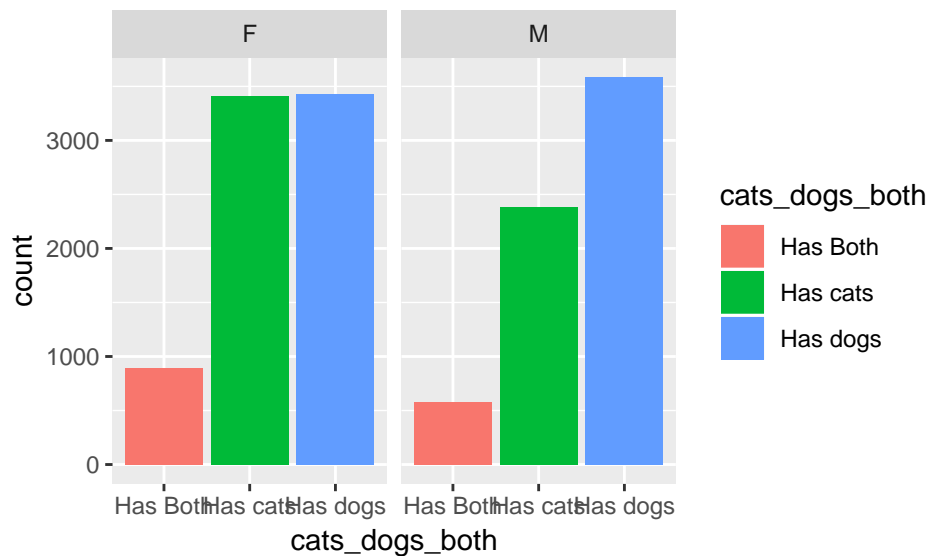 F
M
3000
2000
1000
0
count
Has Both Has cats Has dogs
Has Both Has cats Has dogs
cats_dogs_both
cats_dogs_both
Has Both
Has cats
Has dogs